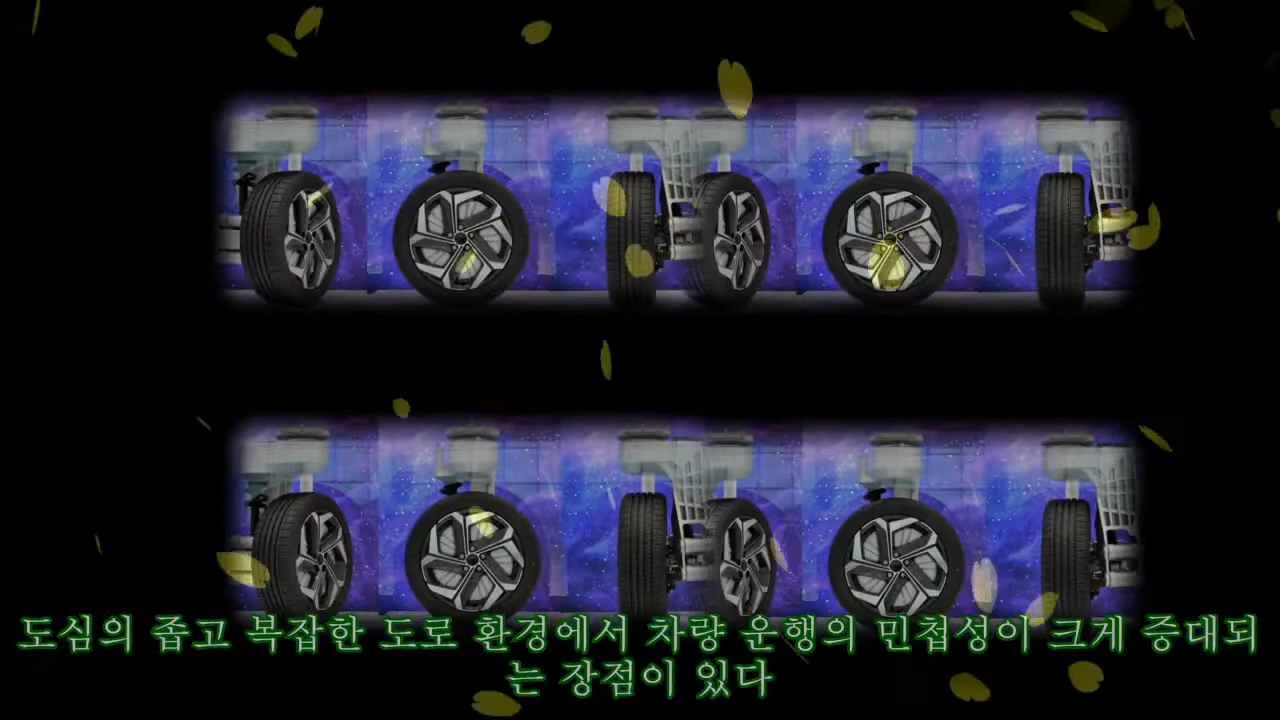 도심의 좁고 복잡한 도로 환경에서 차량 운행의 민첩성이 크게 증대되
는 장점이 있다